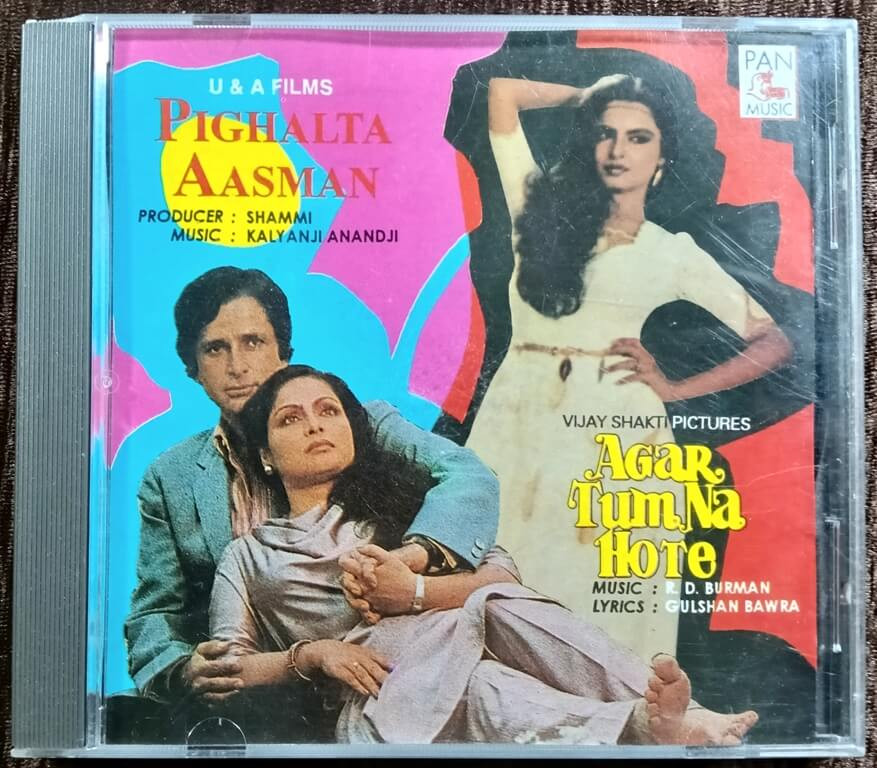 U & A FILMS
PIGHALTA
AASMAN
PRODUCER : SHAMMI
MUSIC : KALYANJI ANANDJI
PAN
MUSIC
VIJAY SHAKTI PICTURES
AGAR
TUM NA
HOTE
MUSIC : R. D. BURMAN
LYRICS : GULSHAN BAWRA